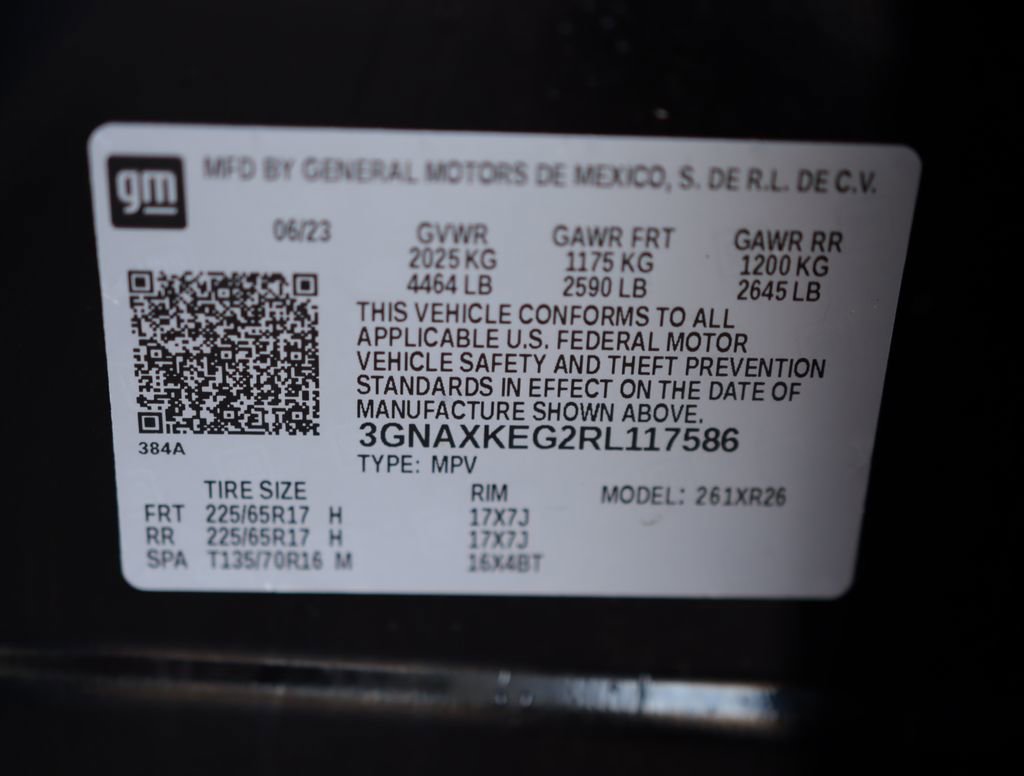 gm
MFD BY GENERAL MOTORS DE MEXICO, S. DE R.L. DE C.V.
06/23 GVWR GAWR FRT GAWR RR
2025 KG 1175 KG 1200 KG
4464 LB 2590 LB 2645 LB
THIS VEHICLE CONFORMS TO ALL
APPLICABLE U.S. FEDERAL MOTOR
VEHICLE SAFETY AND THEFT PREVENTION
STANDARDS IN EFFECT ON THE DATE OF
MANUFACTURE SHOWN ABOVE.
3GNAXKEG2RL117586
384A
TYPE: MPV
TIRE SIZE RIM MODEL: 261XR26
FRT 225/65R17 H 17X7J
RR 225/65R17 H 17X7J
SPA T135/70R16 M 16X4BT